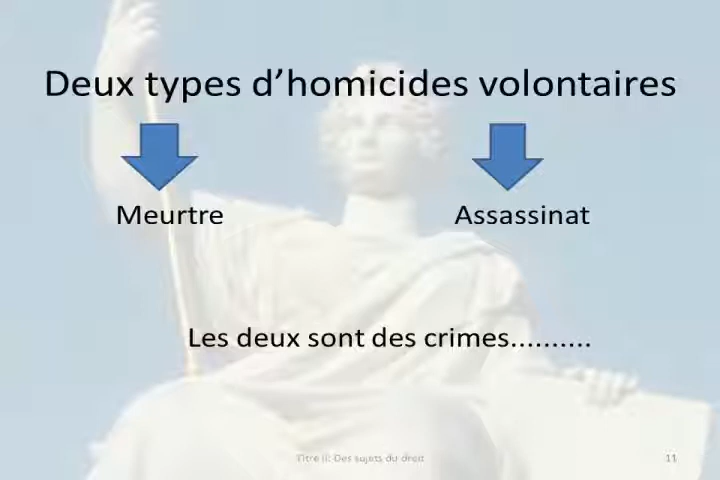 Deux types d’homicides volontaires
Meurtre
Assassinat
Les deux sont des crimes..........
Titre II: Des sujets du droit
11